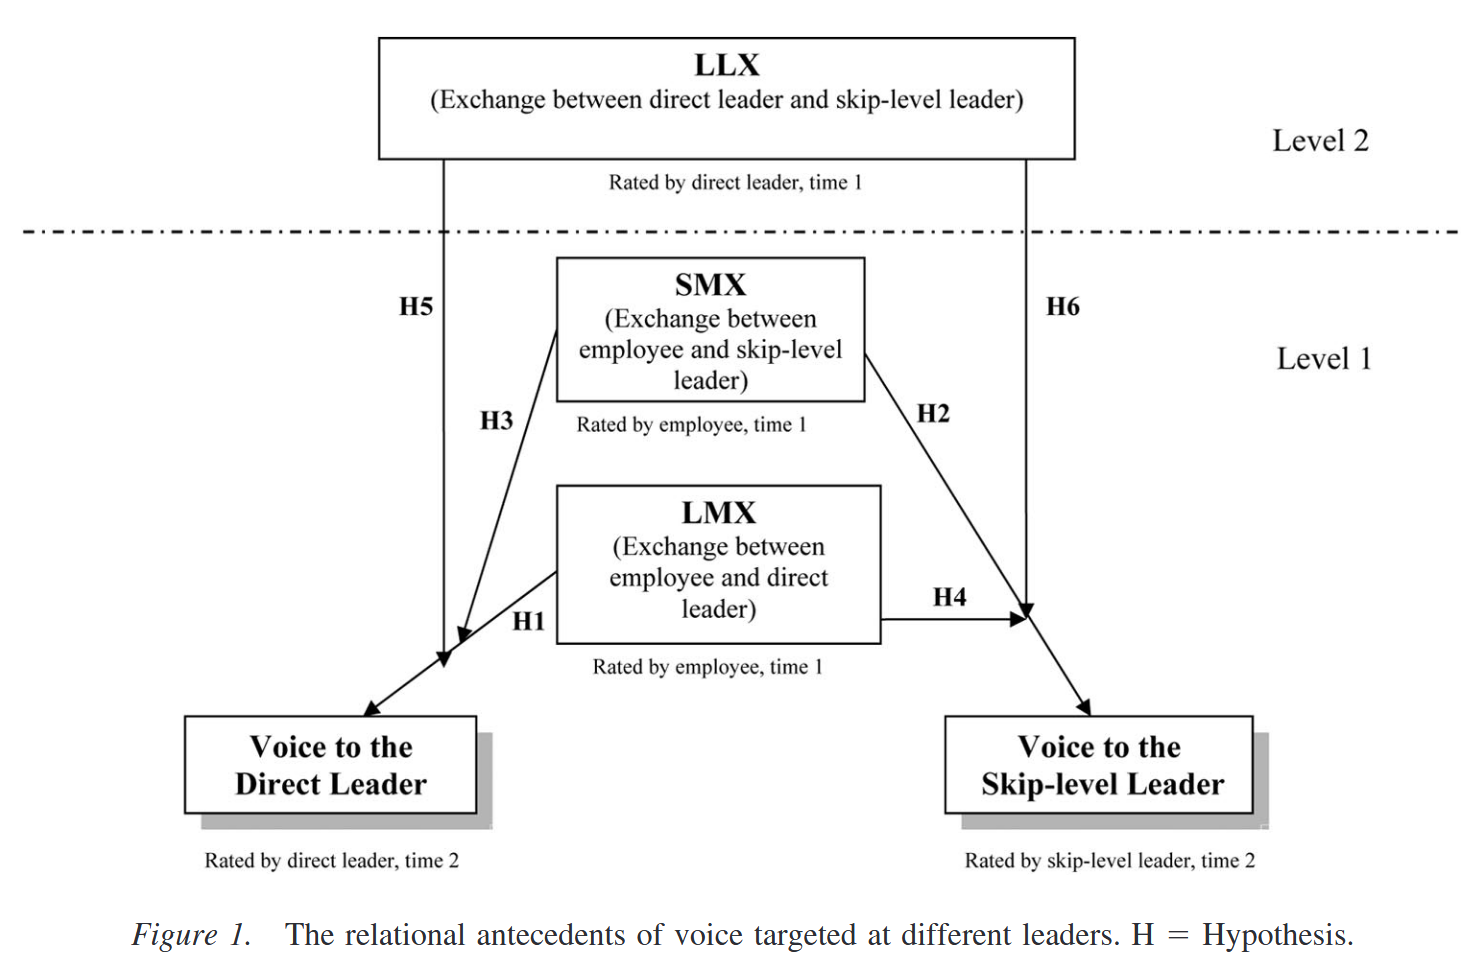 LLX
(Exchange between direct leader and skip-level leader)
Level 2
Rated by direct leader, time 1
H5
H6
SMX
(Exchange between
employee and skip-level
leader)
Level 1
Rated by employee, time 1
H3
H2
LMX
(Exchange between
employee and direct
leader)
H1
H4
Rated by employee, time 1
Voice to the
Direct Leader
Rated by direct leader, time 2
Voice to the
Skip-level Leader
Rated by skip-level leader, time 2
Figure 1. The relational antecedents of voice targeted at different leaders. H = Hypothesis.